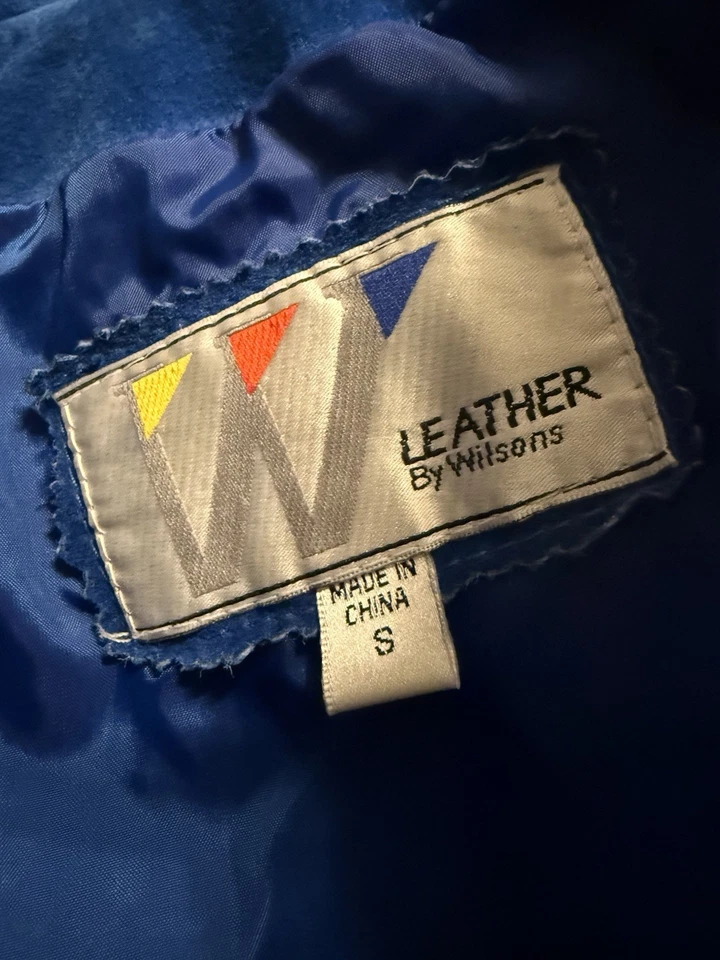 W
LEATHER
By Wilsons
MADE IN
CHINA
S